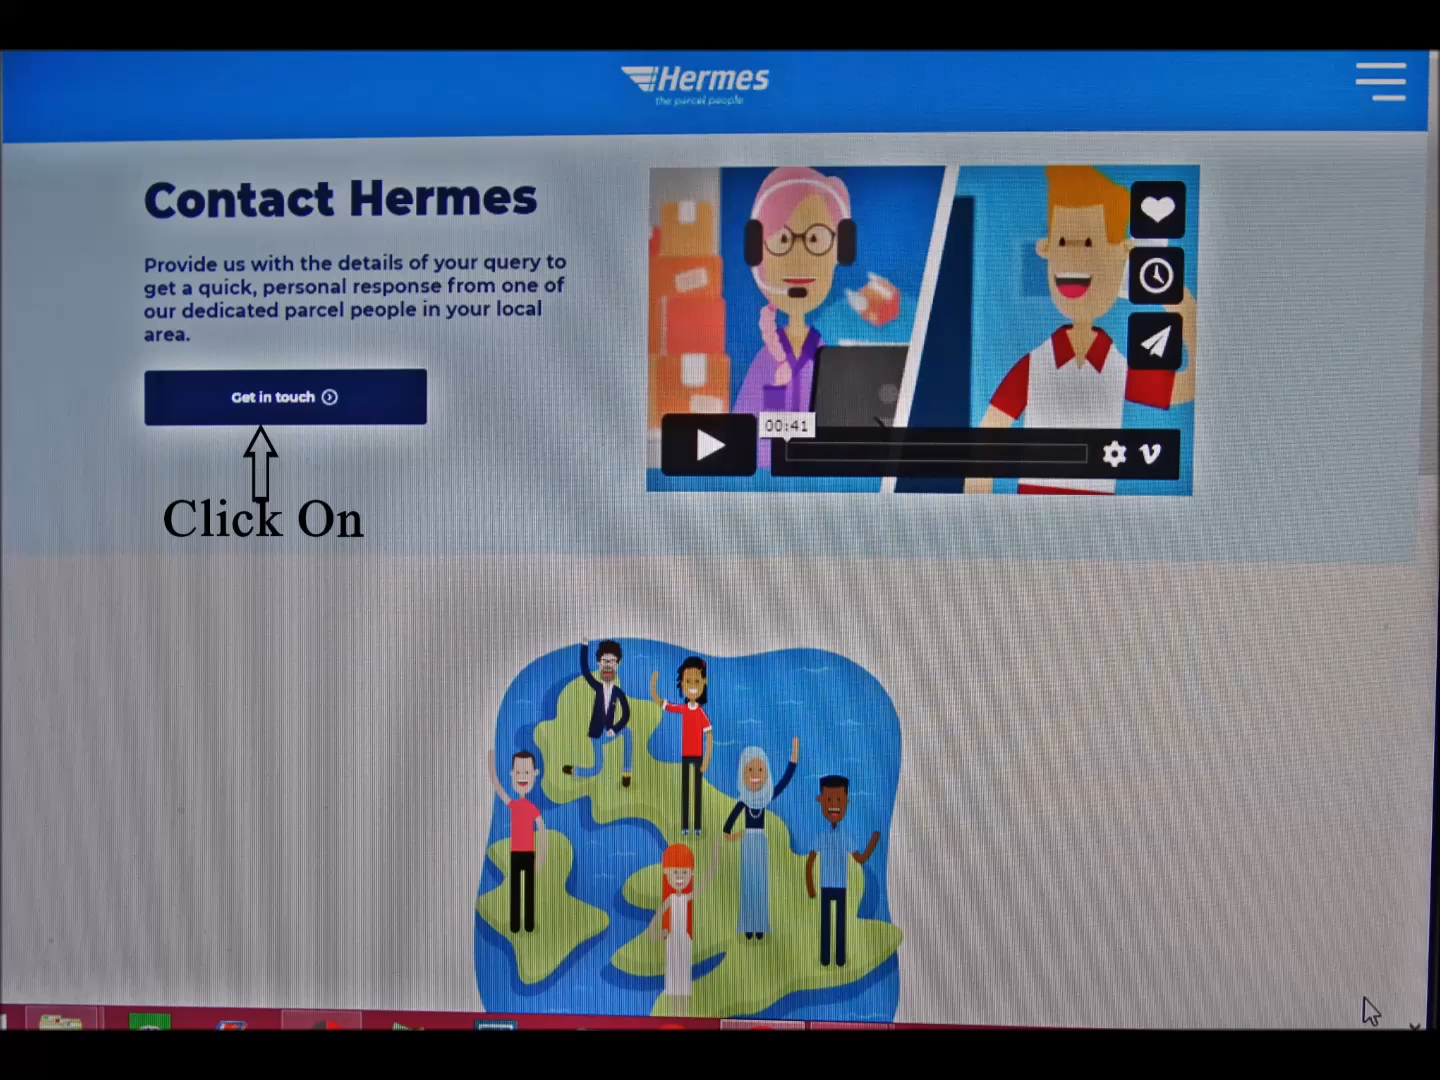 Hermes
the parcel people
Contact Hermes
Provide us with the details of your query to
get a quick, personal response from one of
our dedicated parcel people in your local
area.
Get in touch
00:41
Click On